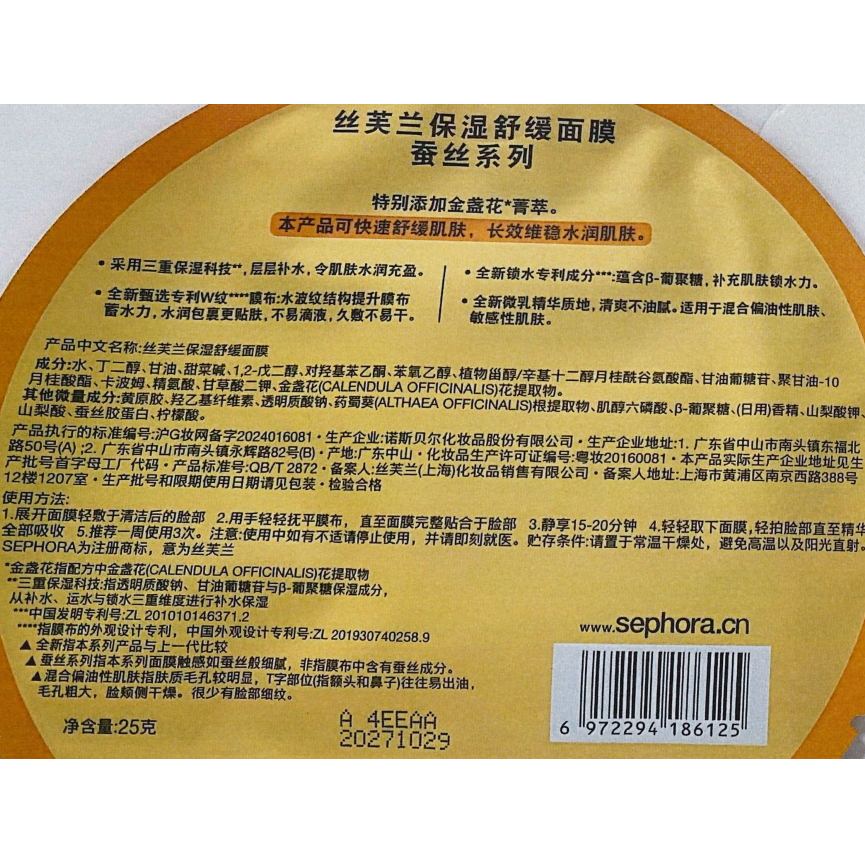 丝芙兰保湿舒缓面膜
蚕丝系列
特别添加金盏花*菁萃。
本产品可快速舒缓肌肤，长效维稳水润肌肤。
• 采用三重保湿科技**,层层补水，令肌肤水润充盈。
• 全新甄选专利W纹****膜布:水波纹结构提升膜布
蓄水力，水润包裹更贴肤，不易滴液，久敷不易干。
• 全新锁水专利成分***:蕴含β-葡聚糖，补充肌肤锁水力。
• 全新微乳精华质地，清爽不油腻。适用于混合偏油性肌肤、
敏感性肌肤。
产品中文名称:丝芙兰保湿舒缓面膜
成分:水、丁二醇、甘油、甜菜碱、1,2-戊二醇、对羟基苯乙酮、苯氧乙醇、植物甾醇/辛基十二醇月桂酰谷氨酸酯、甘油葡糖苷、聚甘油-10
月桂酸酯、卡波姆、精氨酸、甘草酸二钾、金盏花(CALENDULA OFFICINALIS)花提取物。
其他微量成分:黄原胶、羟乙基纤维素、透明质酸钠、药蜀葵(ALTHAEA OFFICINALIS)根提取物、肌醇六磷酸、β-葡聚糖、(日用)香精、山梨酸钾、
山梨酸、蚕丝胶蛋白、柠檬酸。
产品执行的标准编号:沪G妆网备字2024016081 • 生产企业:诺斯贝尔化妆品股份有限公司 • 生产企业地址:1. 广东省中山市南头镇东福北
路50号(A) ;2. 广东省中山市南头镇永辉路82号(B) • 产地:广东中山 • 化妆品生产许可证编号:粤妆20160081 • 本产品实际生产企业地址见生
产批号首字母工厂代码 • 产品标准号:QB/T 2872 • 备案人:丝芙兰(上海)化妆品销售有限公司 • 备案人地址:上海市黄浦区南京西路388号
12楼1207室 • 生产批号和限期使用日期请见包装 • 检验合格
使用方法:
1.展开面膜轻敷于清洁后的脸部 2.用手轻轻抚平膜布，直至面膜完整贴合于脸部 3.静享15-20分钟 4.轻轻取下面膜,轻拍脸部直至精华
全部吸收 5.推荐一周使用3次。注意:使用中如有不适请停止使用，并请即刻就医。贮存条件:请置于常温干燥处，避免高温以及阳光直射。
SEPHORA为注册商标，意为丝芙兰
*金盏花指配方中金盏花(CALENDULA OFFICINALIS)花提取物
**三重保湿科技:指透明质酸钠、甘油葡糖苷与β-葡聚糖保湿成分，
从补水、运水与锁水三重维度进行补水保湿
***中国发明专利号:ZL 201010146371.2
****指膜布的外观设计专利，中国外观设计专利号:ZL 201930740258.9
▲ 全新指本系列产品与上一代比较
▲ 蚕丝系列指本系列面膜触感如蚕丝般细腻，非指膜布中含有蚕丝成分。
▲ 混合偏油性肌肤指肤质毛孔较明显，T字部位(指额头和鼻子)往往易出油，
毛孔粗大，脸颊侧干燥。很少有脸部细纹。
www.sephora.cn
6 972294 186125
净含量:25克
A 4EEAA
20271029